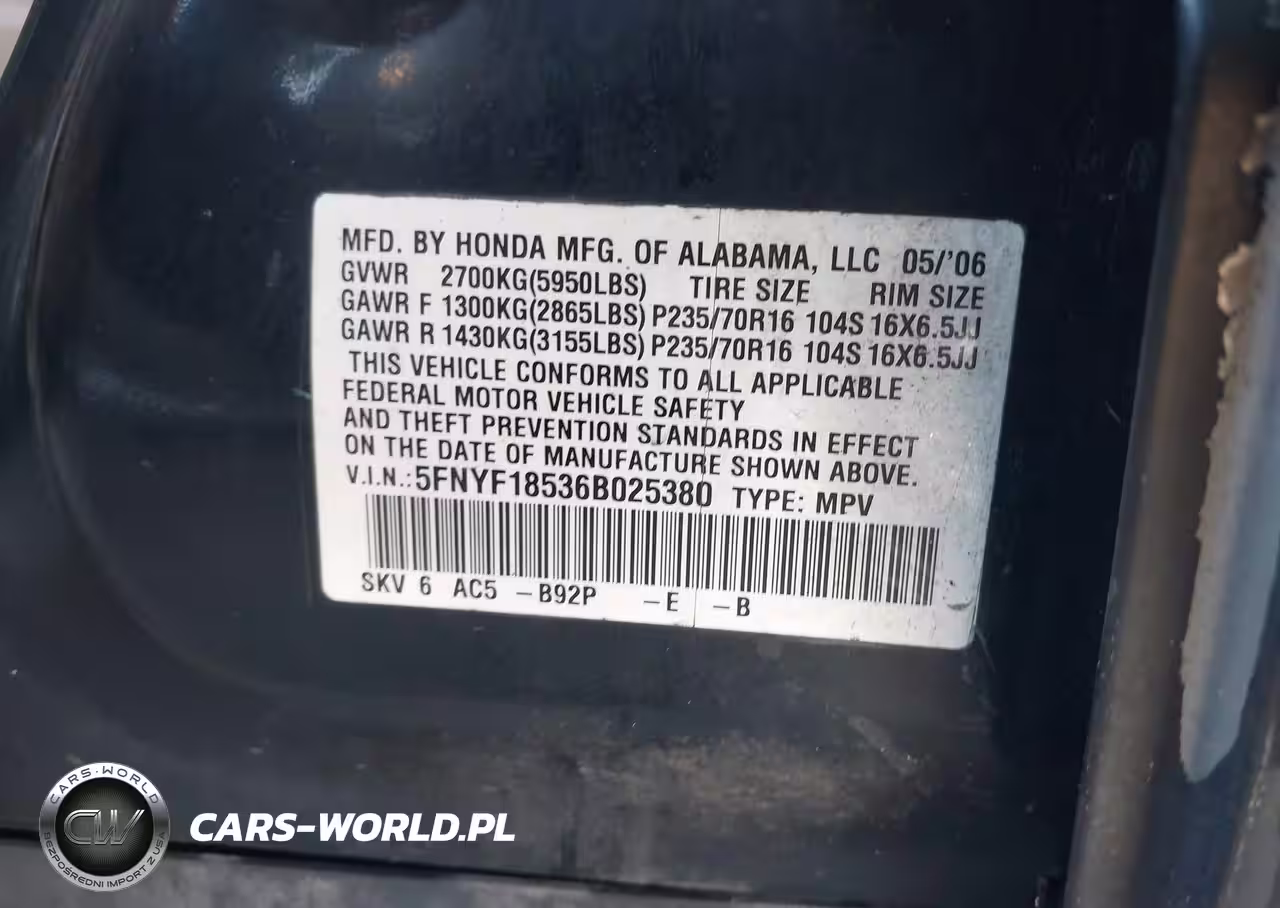 MFD. BY HONDA MFG. OF ALABAMA, LLC 05/'06
GVWR 2700KG(5950LBS) TIRE SIZE RIM SIZE
GAWR F 1300KG(2865LBS) P235/70R16 104S 16X6.5JJ
GAWR R 1430KG(3155LBS) P235/70R16 104S 16X6.5JJ
THIS VEHICLE CONFORMS TO ALL APPLICABLE
FEDERAL MOTOR VEHICLE SAFETY
AND THEFT PREVENTION STANDARDS IN EFFECT
ON THE DATE OF MANUFACTURE SHOWN ABOVE.
V.I.N.:5FNYF18536B025380 TYPE: MPV
SKV 6 AC5 -B92P -E -B
CARS-WORLD
CW
BEZPOŚREDNI IMPORT Z USA
CARS-WORLD.PL